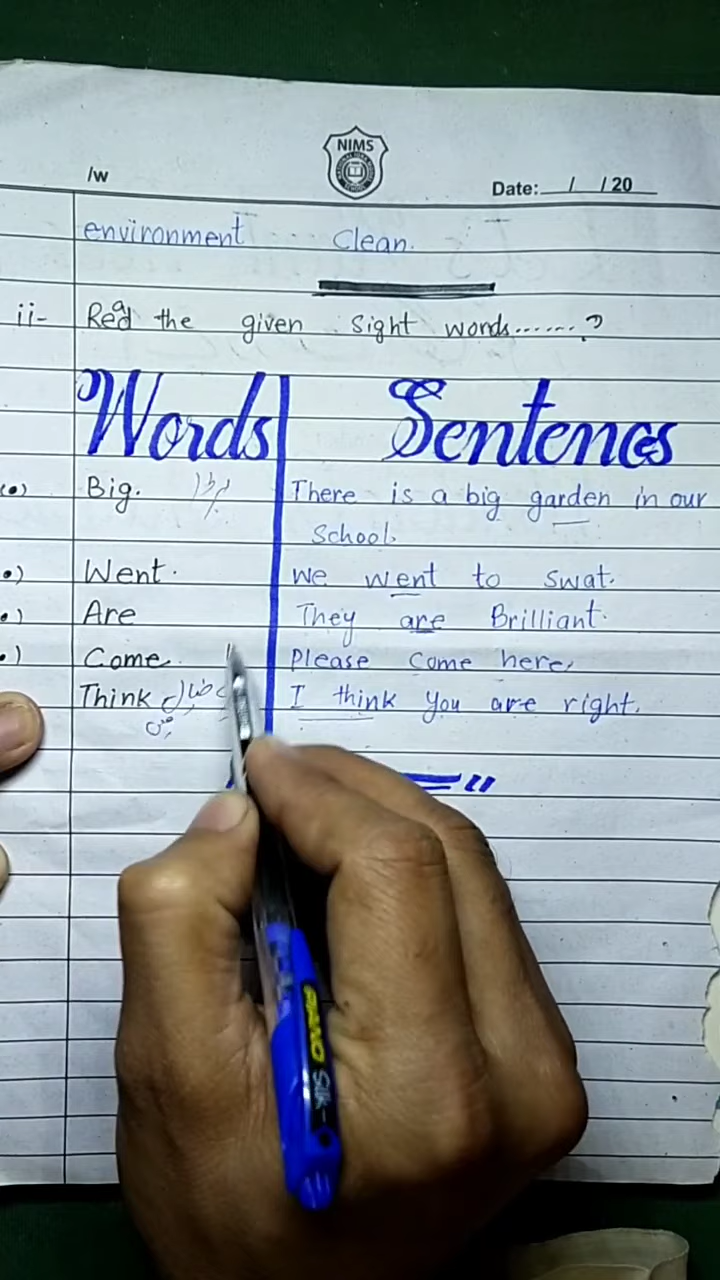 /w NIMS Date: / / 20
environment .... Clean.
ii- Read the given Sight words.......?
Words Sentences
(•) Big. بڑا There is a big garden in our
School.
•) Went. We went to swat.
•) Are They are Brilliant.
•) Come. Please come here.
Think I think you are right.